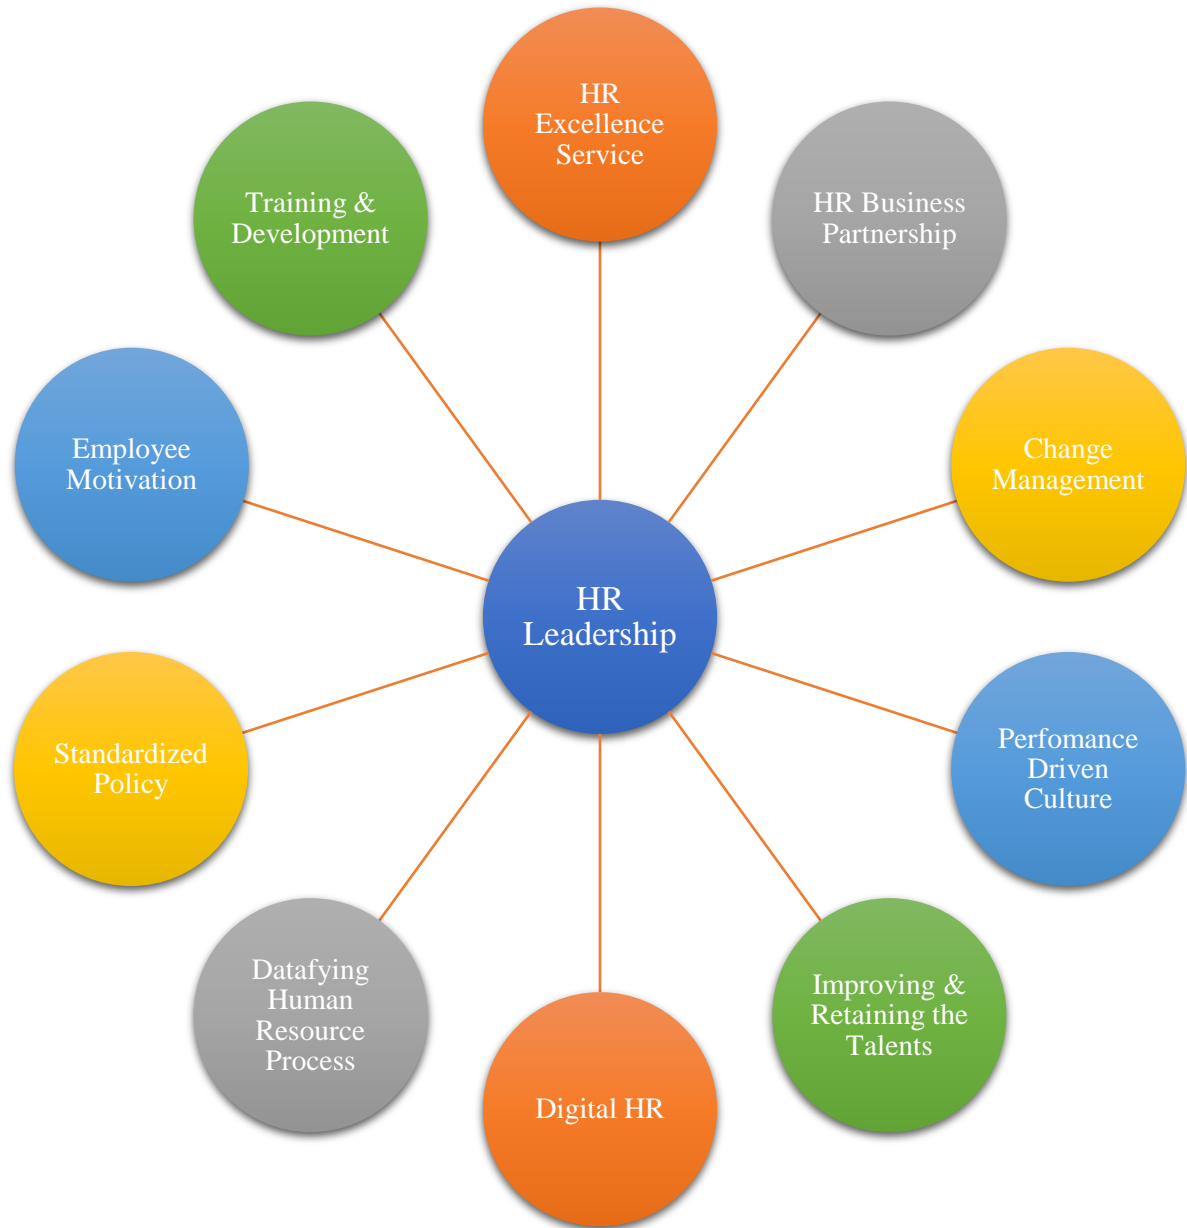 HR
Excellence
Service
HR Business
Partnership
Change
Management
Perfomance
Driven
Culture
Improving &
Retaining the
Talents
Digital HR
Datafying
Human
Resource
Process
Standardized
Policy
Employee
Motivation
Training &
Development
HR
Leadership